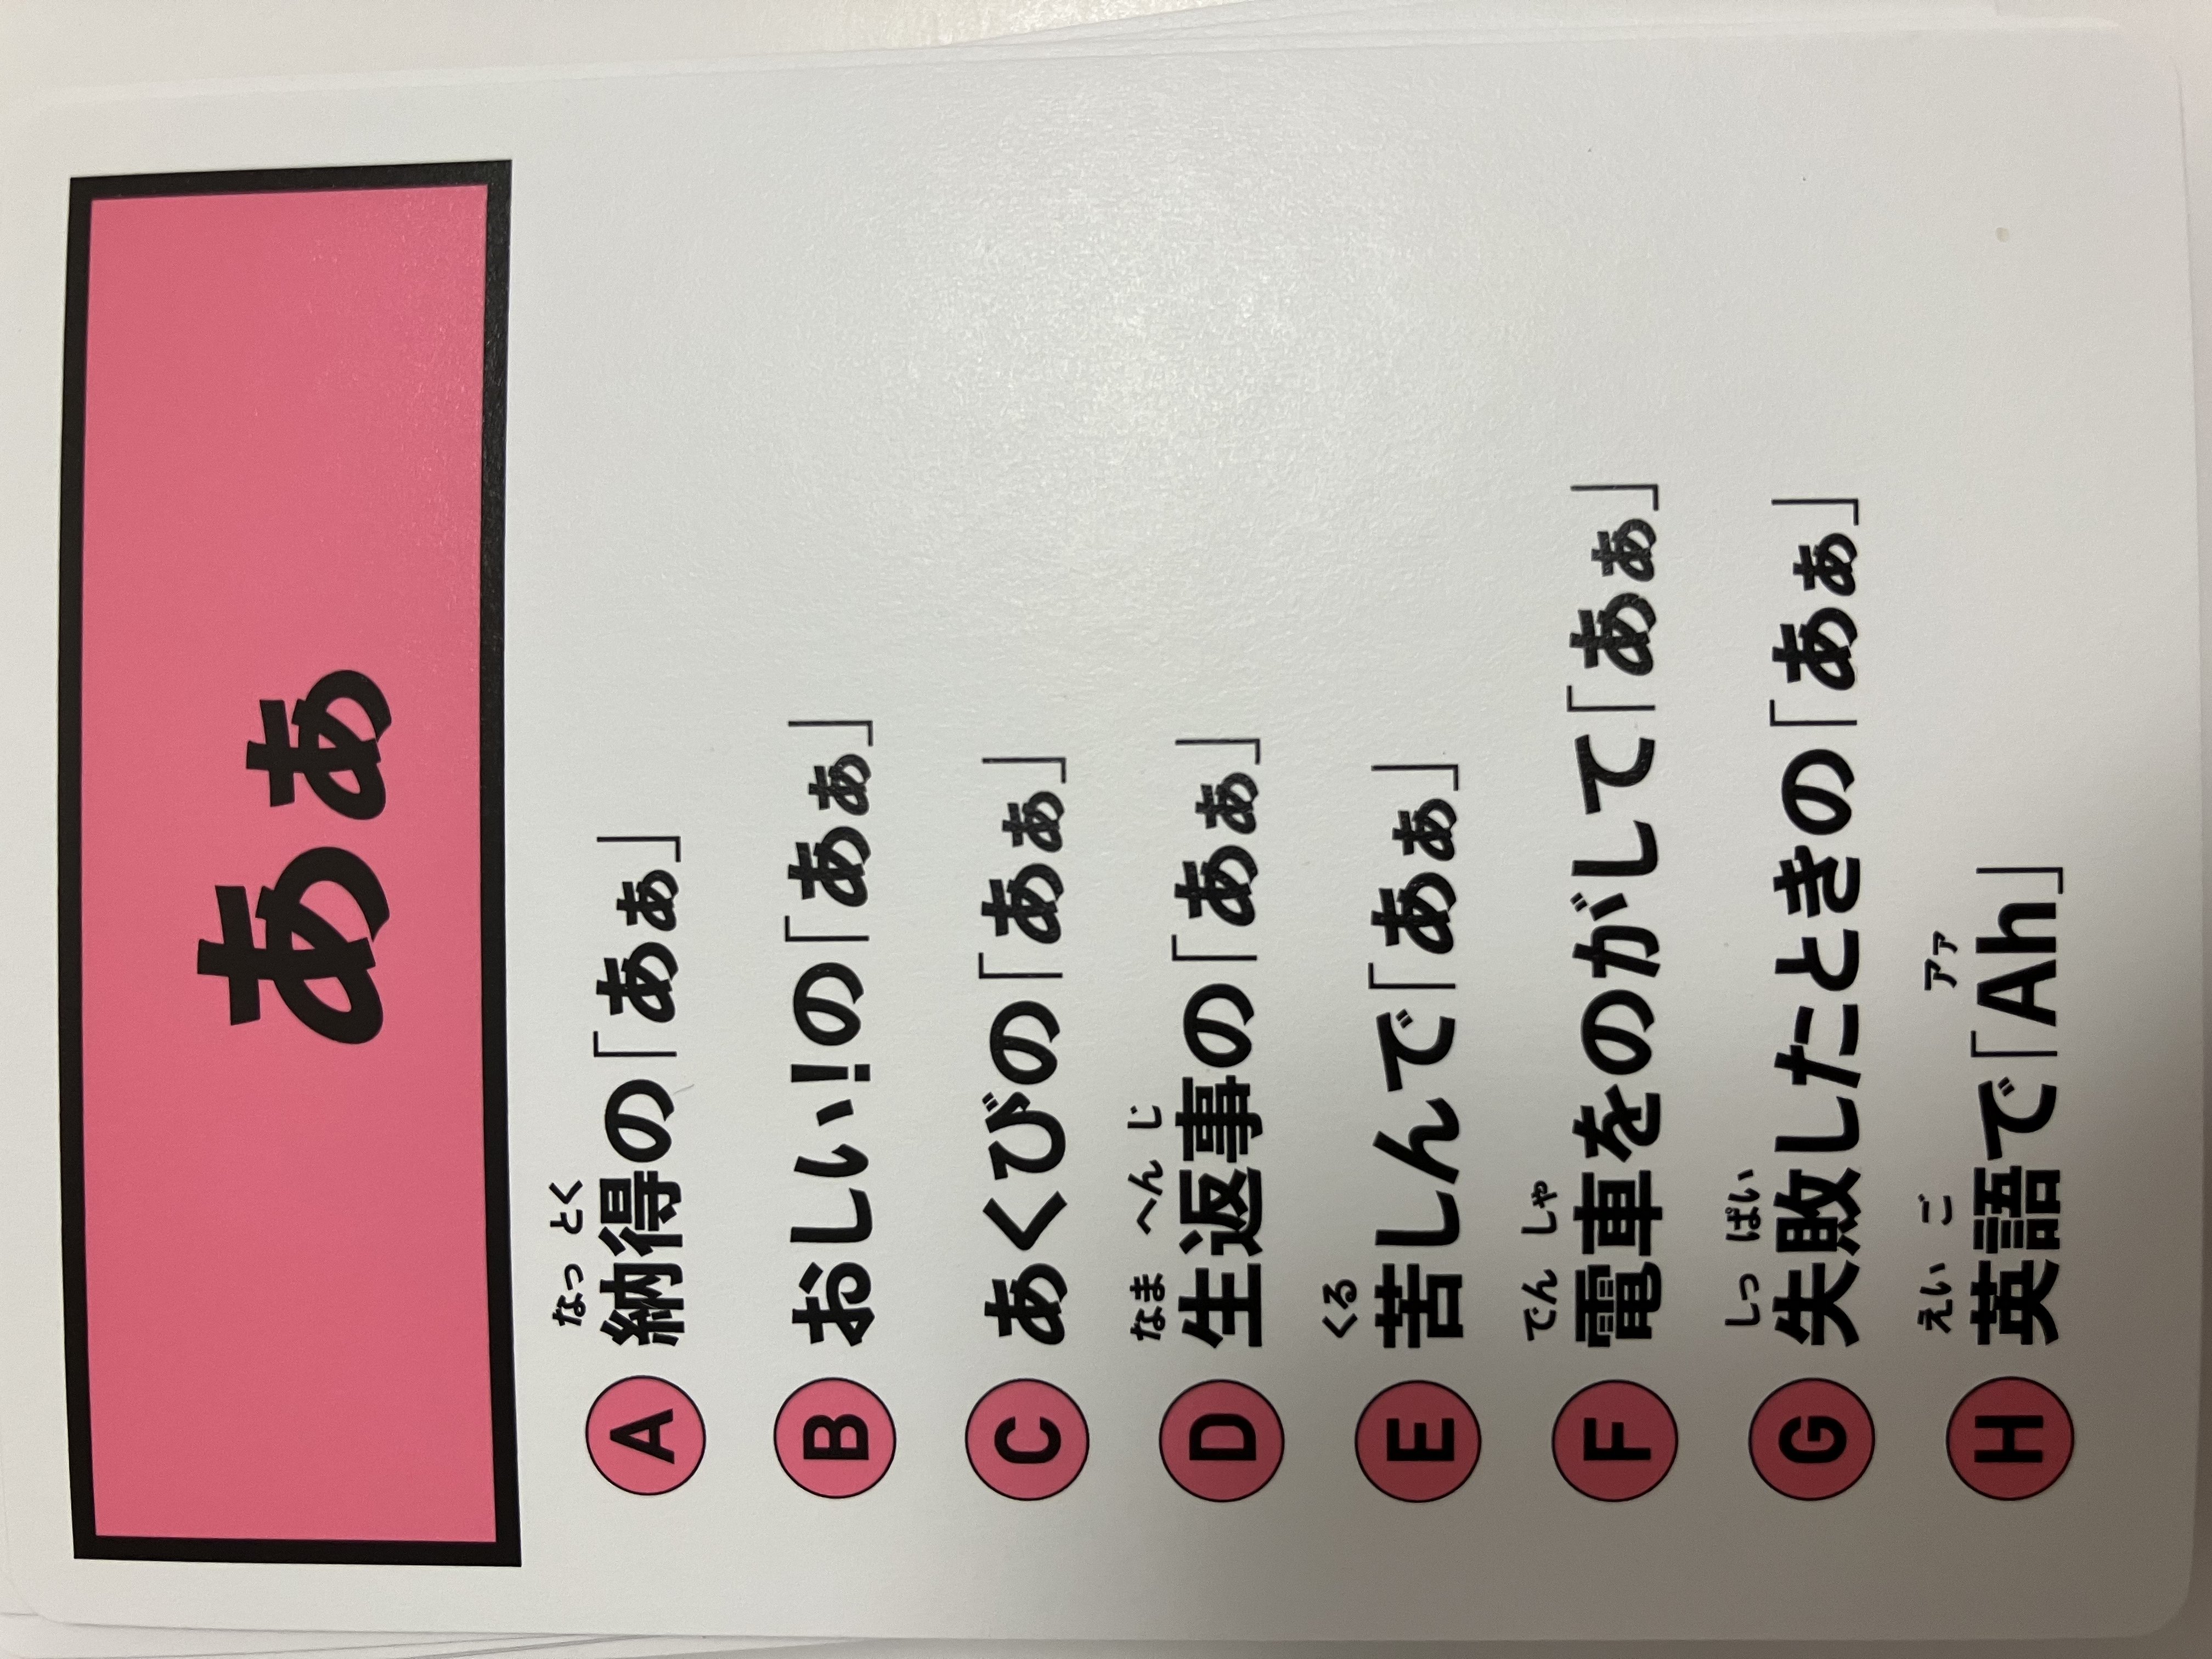 あぁ
なっとく
A 納得の「あぁ」
B おしい!の「あぁ」
C あくびの「あぁ」
なま へん じ
D 生返事の「あぁ」
くる
E 苦しんで「あぁ」
でん しゃ
F 電車をのがして「あぁ」
しっ ぱい
G 失敗したときの「あぁ」
えい ご アァ
H 英語で「Ah」